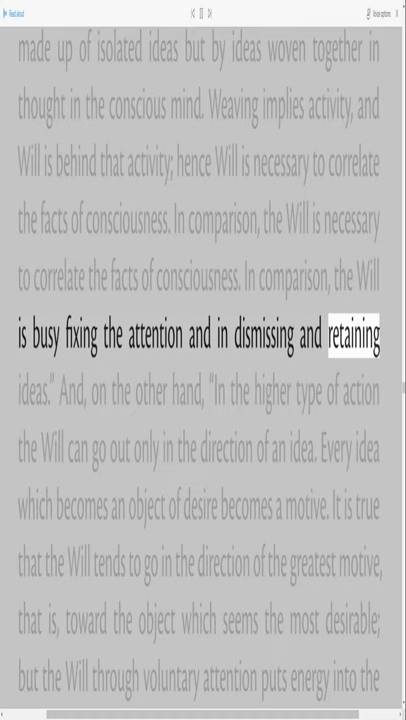 Read aloud
Voice options
made up of isolated ideas but by ideas woven together in
thought in the conscious mind. Weaving implies activity, and
Will is behind that activity; hence Will is necessary to correlate
the facts of consciousness. In comparison, the Will is necessary
to correlate the facts of consciousness. In comparison, the Will
is busy fixing the attention and in dismissing and retaining
ideas.” And, on the other hand, “In the higher type of action
the Will can go out only in the direction of an idea. Every idea
which becomes an object of desire becomes a motive. It is true
that the Will tends to go in the direction of the greatest motive,
that is, toward the object which seems the most desirable;
but the Will through voluntary attention puts energy into the